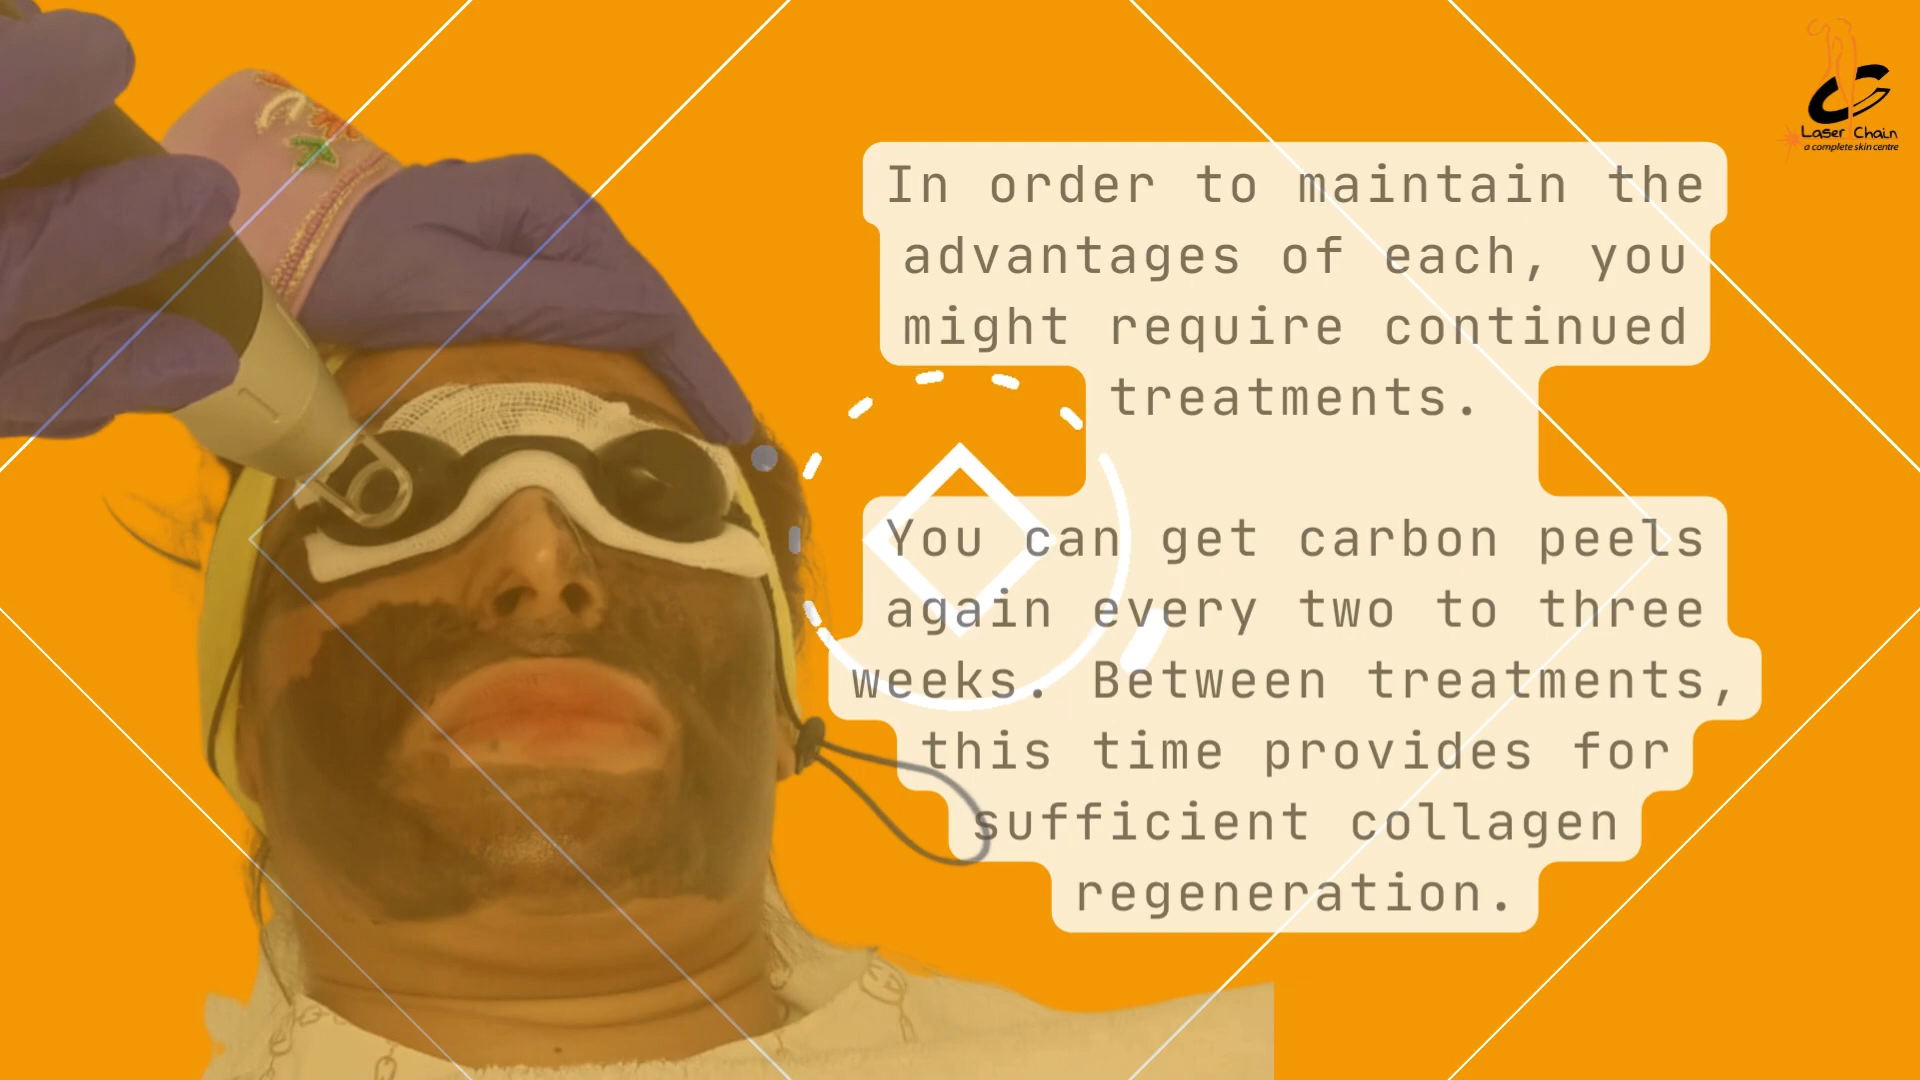 Laser Chain
a complete skin centre
In order to maintain the
advantages of each, you
might require continued
treatments.
You can get carbon peels
again every two to three
weeks. Between treatments,
this time provides for
sufficient collagen
regeneration.
1